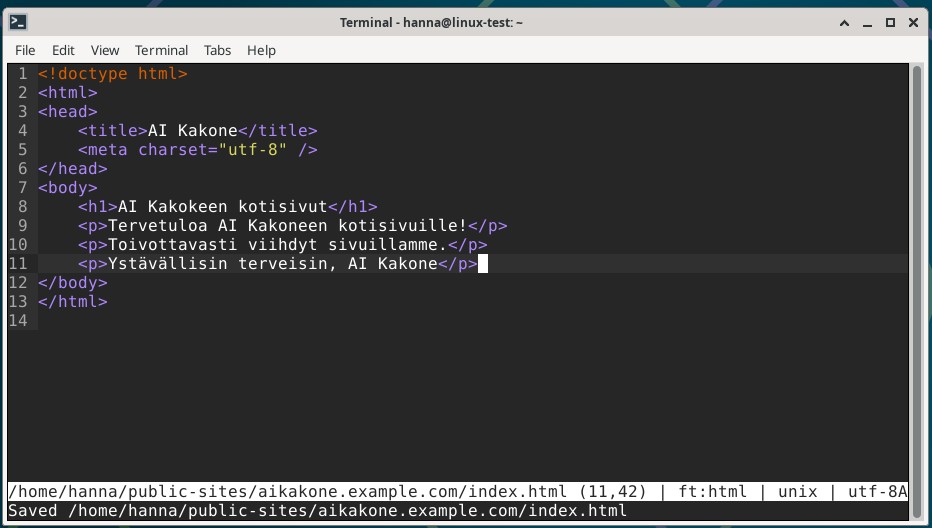 Terminal - hanna@linux-test: ~
File Edit View Terminal Tabs Help
1 <!doctype html>
2 <html>
3 <head>
4     <title>AI Kakone</title>
5     <meta charset="utf-8" />
6 </head>
7 <body>
8     <h1>AI Kakokeen kotisivut</h1>
9     <p>Tervetuloa AI Kakoneen kotisivuille!</p>
10     <p>Toivottavasti viihdyt sivuillamme.</p>
11     <p>Ystävällisin terveisin, AI Kakone</p>
12 </body>
13 </html>
14
/home/hanna/public-sites/aikakone.example.com/index.html (11,42) | ft:html | unix | utf-8A
Saved /home/hanna/public-sites/aikakone.example.com/index.html